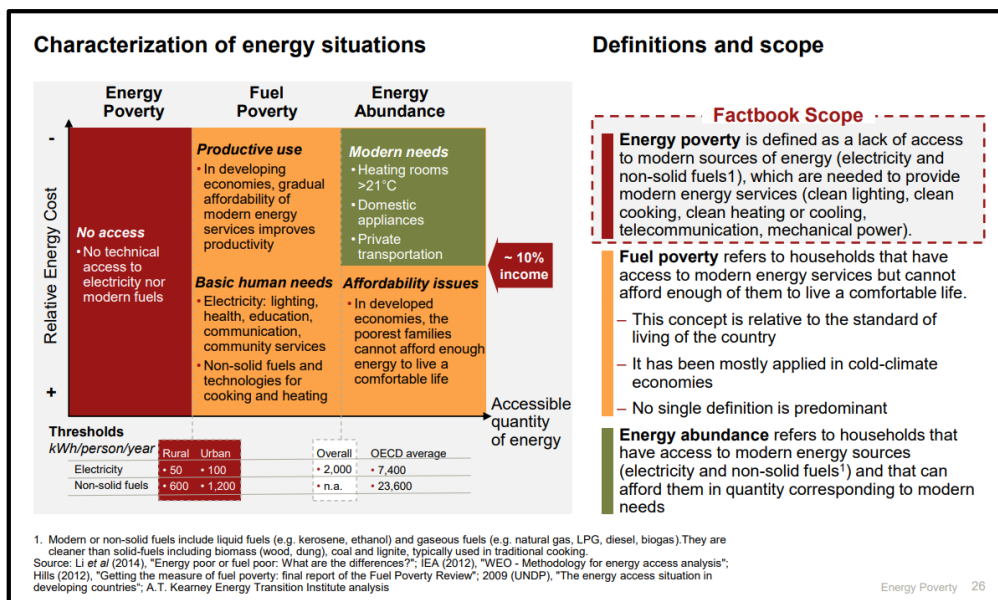 Characterization of energy situations
Energy
Poverty
Fuel
Poverty
Energy
Abundance
-
Relative Energy Cost
+
No access
• No technical
access to
electricity nor
modern fuels
Productive use
• In developing
economies, gradual
affordability of
modern energy
services improves
productivity
Basic human needs
• Electricity: lighting,
health, education,
communication,
community services
• Non-solid fuels and
technologies for
cooking and heating
Modern needs
• Heating rooms
>21°C
• Domestic
appliances
• Private
transportation
Affordability issues
• In developed
economies, the
poorest families
cannot afford enough
energy to live a
comfortable life
~ 10%
income
Accessible
quantity
of energy
Thresholds
kWh/person/year
Rural Urban Overall OECD average
Electricity • 50 • 100 • 2,000 • 7,400
Non-solid fuels • 600 • 1,200 • n.a. • 23,600
Definitions and scope
Factbook Scope
Energy poverty is defined as a lack of access
to modern sources of energy (electricity and
non-solid fuels1), which are needed to provide
modern energy services (clean lighting, clean
cooking, clean heating or cooling,
telecommunication, mechanical power).
Fuel poverty refers to households that have
access to modern energy services but cannot
afford enough of them to live a comfortable life.
– This concept is relative to the standard of
living of the country
– It has been mostly applied in cold-climate
economies
– No single definition is predominant
Energy abundance refers to households that
have access to modern energy sources
(electricity and non-solid fuels¹) and that can
afford them in quantity corresponding to modern
needs
1. Modern or non-solid fuels include liquid fuels (e.g. kerosene, ethanol) and gaseous fuels (e.g. natural gas, LPG, diesel, biogas).They are
cleaner than solid-fuels including biomass (wood, dung), coal and lignite, typically used in traditional cooking.
Source: Li et al (2014), "Energy poor or fuel poor: What are the differences?"; IEA (2012), "WEO - Methodology for energy access analysis";
Hills (2012), "Getting the measure of fuel poverty: final report of the Fuel Poverty Review"; 2009 (UNDP), "The energy access situation in
developing countries"; A.T. Kearney Energy Transition Institute analysis
Energy Poverty 26